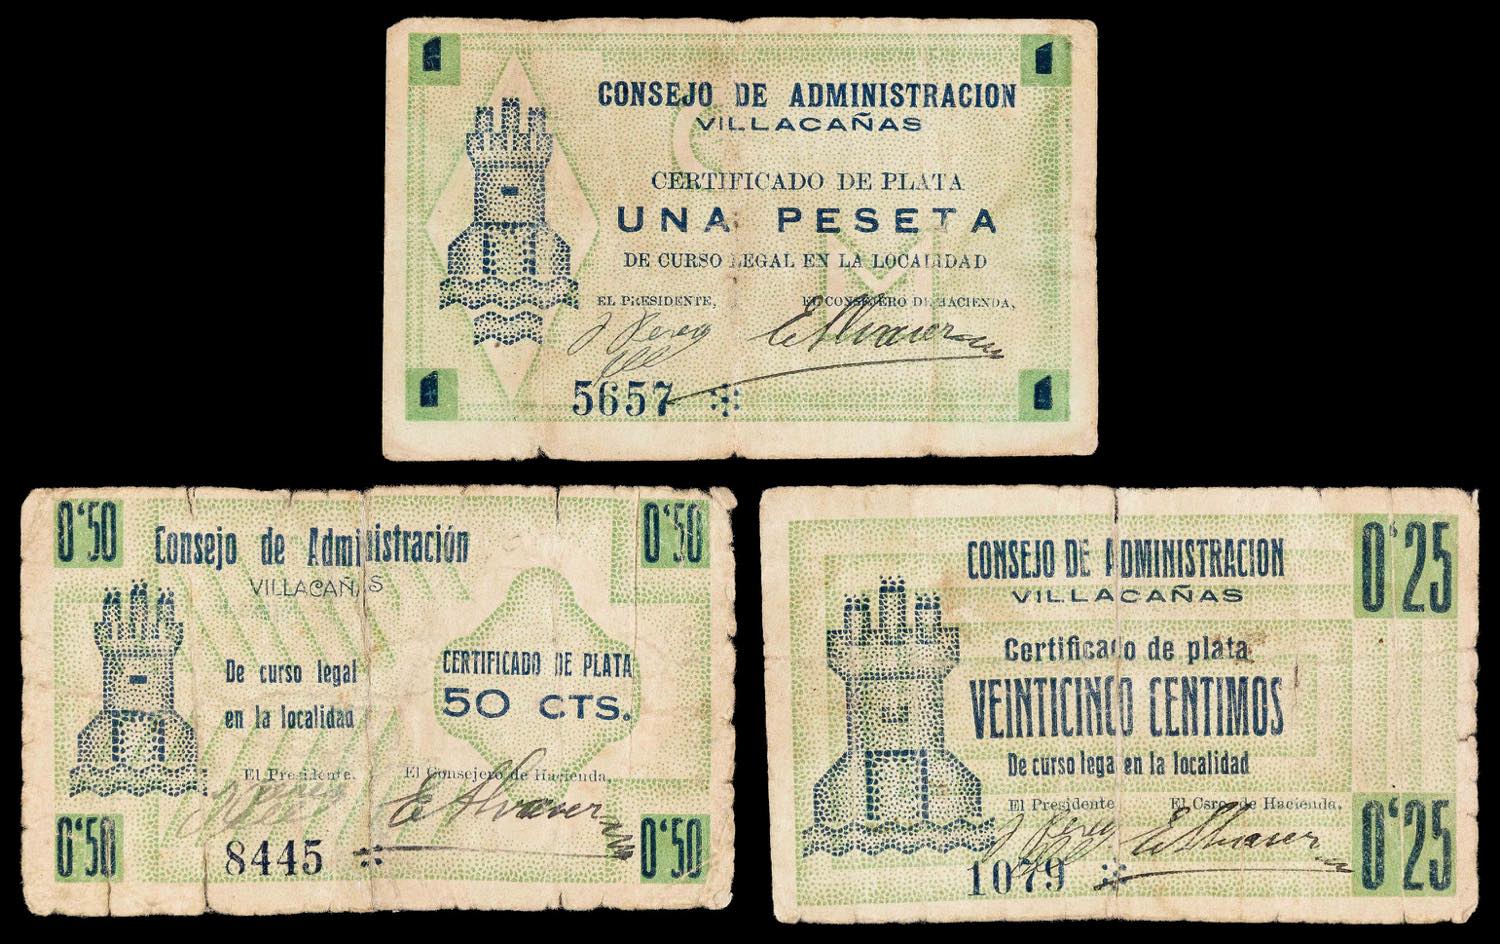 1 1
CONSEJO DE ADMINISTRACION
VILLACAÑAS
CERTIFICADO DE PLATA
UNA PESETA
DE CURSO LEGAL EN LA LOCALIDAD
EL PRESIDENTE, EL CONSEJERO DE HACIENDA,
1 5657 1
0'50 0'50
Consejo de Administración
VILLACAÑAS
De curso legal
en la localidad
CERTIFICADO DE PLATA
50 CTS.
El Presidente, El Consejero de Hacienda,
0'50 8445 0'50
0'25
CONSEJO DE ADMINISTRACION
VILLACAÑAS
Certificado de plata
VEINTICINCO CENTIMOS
De curso legal en la localidad
El Presidente El Csro. de Hacienda,
1079 0'25